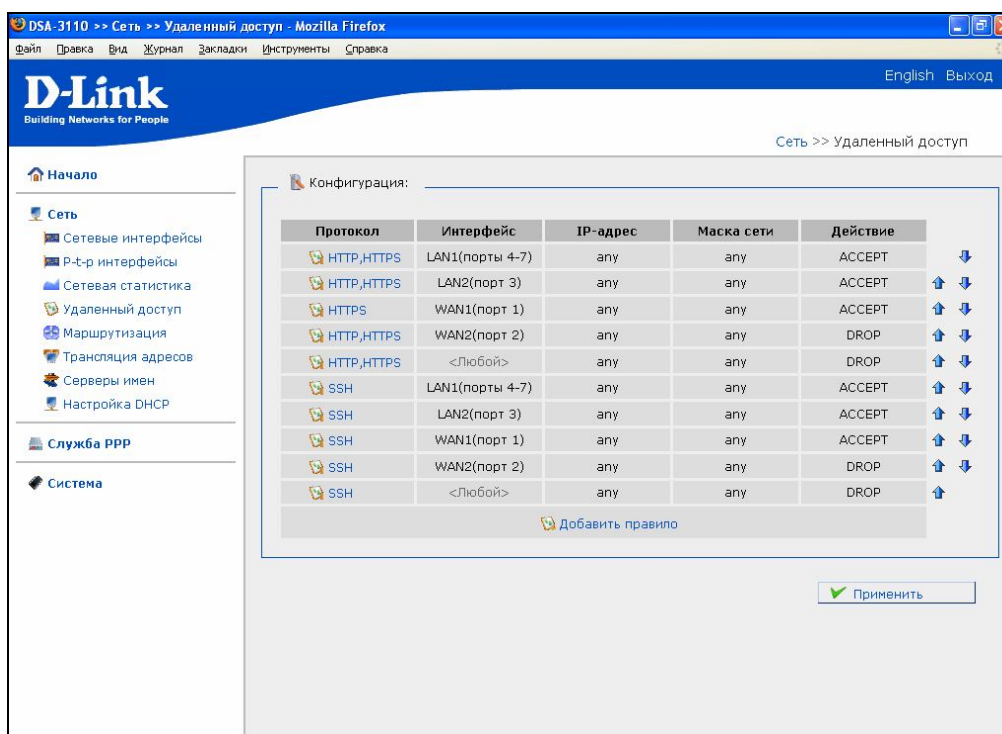 DSA-3110 >> Сеть >> Удаленный доступ - Mozilla Firefox
Файл Правка Вид Журнал Закладки Инструменты Справка
English Выход
D-Link
Building Networks for People
Сеть >> Удаленный доступ
Начало
Сеть
Сетевые интерфейсы
P-t-p интерфейсы
Сетевая статистика
Удаленный доступ
Маршрутизация
Трансляция адресов
Серверы имен
Настройка DHCP
Служба PPP
Система
Конфигурация:
Протокол Интерфейс IP-адрес Маска сети Действие
HTTP,HTTPS LAN1(порты 4-7) any any ACCEPT
HTTP,HTTPS LAN2(порт 3) any any ACCEPT
HTTPS WAN1(порт 1) any any ACCEPT
HTTP,HTTPS WAN2(порт 2) any any DROP
HTTP,HTTPS <Любой> any any DROP
SSH LAN1(порты 4-7) any any ACCEPT
SSH LAN2(порт 3) any any ACCEPT
SSH WAN1(порт 1) any any ACCEPT
SSH WAN2(порт 2) any any DROP
SSH <Любой> any any DROP
Добавить правило
Применить